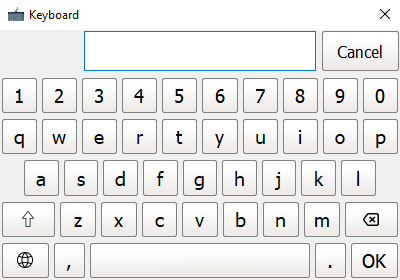 Keyboard
Cancel
1 2 3 4 5 6 7 8 9 0
q w e r t y u i o p
a s d f g h j k l
z x c v b n m
, . OK